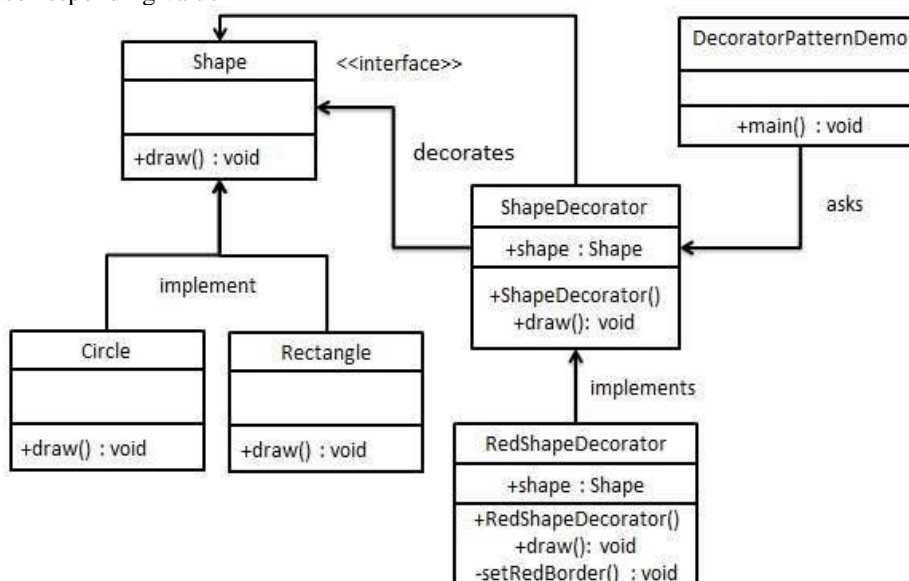 Shape
<<interface>>
DecoratorPatternDemo
+main() : void
+draw() : void
decorates
ShapeDecorator
asks
+shape : Shape
implement
+ShapeDecorator()
+draw(): void
Circle
Rectangle
implements
+draw() : void
+draw() : void
RedShapeDecorator
+shape : Shape
+RedShapeDecorator()
+draw(): void
-setRedBorder() : void